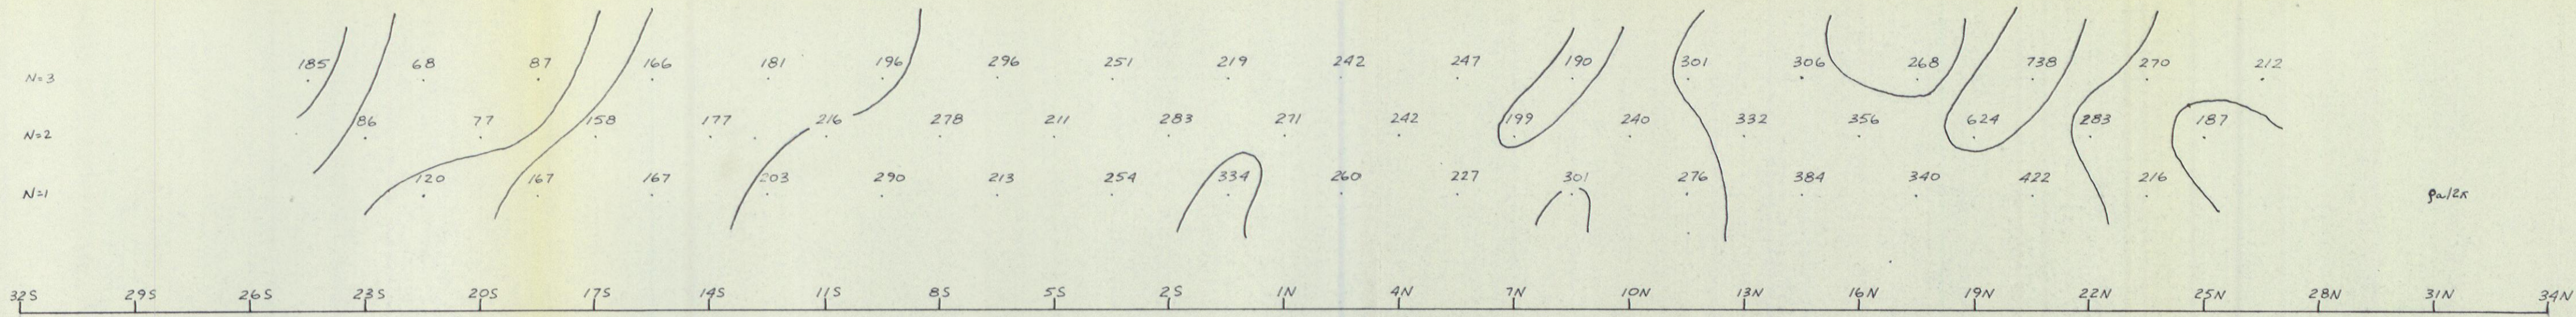 N=3 185 68 87 166 181 196 296 251 219 242 247 190 301 306 268 738 270 212
N=2 86 77 158 177 216 278 211 283 271 242 199 240 332 356 624 283 187
N=1 120 167 167 203 290 213 254 334 260 227 301 276 384 340 422 216 ρa/2π
32S 29S 26S 23S 20S 17S 14S 11S 8S 5S 2S 1N 4N 7N 10N 13N 16N 19N 22N 25N 28N 31N 34N